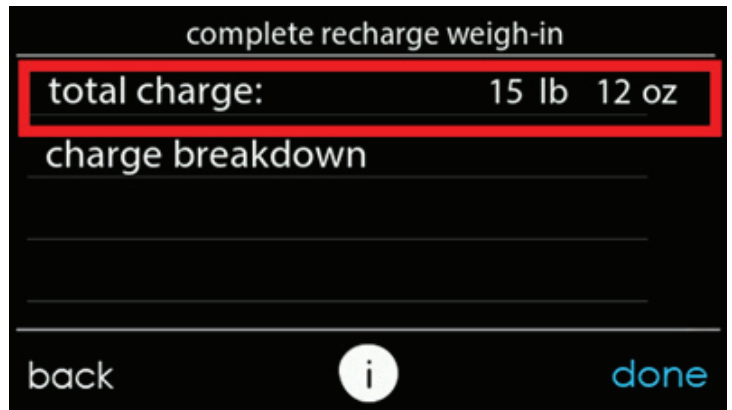 complete recharge weigh-in
total charge: 15 lb 12 oz
charge breakdown
back i done